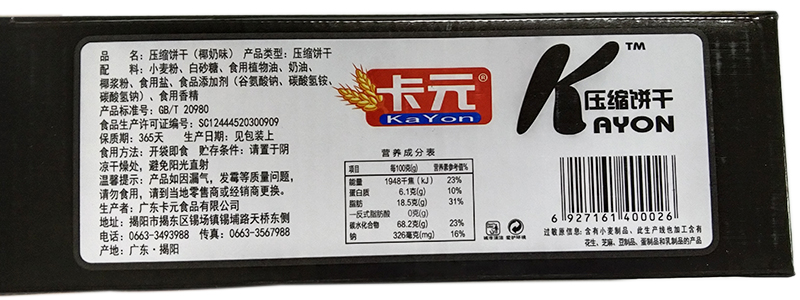 品 名：压缩饼干（椰奶味） 产品类型：压缩饼干
配 料：小麦粉、白砂糖、食用植物油、奶油、
椰浆粉、食用盐、食品添加剂（谷氨酸钠、碳酸氢铵、
碳酸氢钠）、食用香精
产品标准号：GB/T 20980
食品生产许可证编号：SC12444520300909
保质期：365天 生产日期：见包装上
食用方法：开袋即食 贮存条件：请置于阴
凉干燥处，避免阳光直射
温馨提示：产品如因漏气，发霉等质量问题，
请勿食用，请到当地零售商或经销商更换。
生产者：广东卡元食品有限公司
地址：揭阳市揭东区锡场镇锡埔路天桥东侧
电话：0663-3493988 传真：0663-3567988
产地：广东·揭阳
卡元®
KaYon
营养成分表
项目 每100克(g) 营养素参考值%
能量 1948千焦（kJ） 23%
蛋白质 6.1克(g) 10%
脂肪 18.5克(g) 31%
—反式脂肪酸 0克(g)
碳水化合物 68.2克(g) 23%
钠 326毫克(mg) 16%
K TM
压缩饼干
AYON
6 927161 400026
过敏原信息：含有小麦制品、此生产线也加工含有
花生、芝麻、豆制品、蛋制品和乳制品的产品